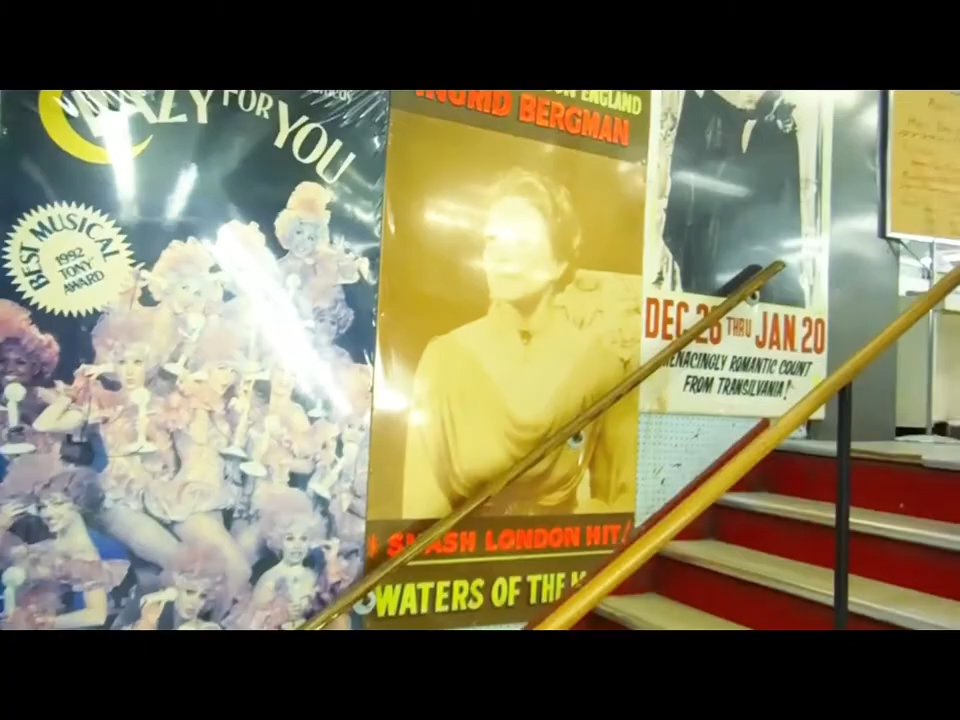 FOR YOU
BEST MUSICAL
1992
TONY
AWARD
ENGLAND
INGRID BERGMAN
SMASH LONDON HIT!
WATERS OF THE
DEC 26 THRU JAN 20
MENACINGLY ROMANTIC COUNT
FROM TRANSILVANIA!